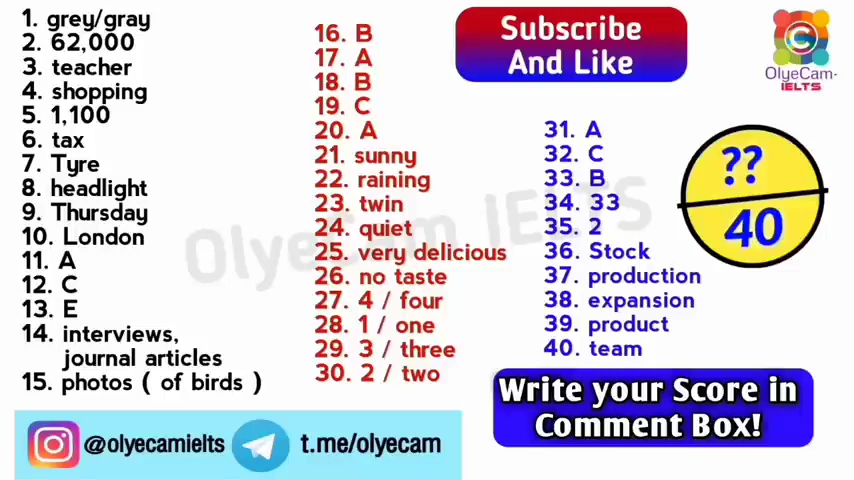 1. grey/gray
2. 62,000
3. teacher
4. shopping
5. 1,100
6. tax
7. Tyre
8. headlight
9. Thursday
10. London
11. A
12. C
13. E
14. interviews,
journal articles
15. photos ( of birds )
16. B
17. A
18. B
19. C
20. A
21. sunny
22. raining
23. twin
24. quiet
25. very delicious
26. no taste
27. 4 / four
28. 1 / one
29. 3 / three
30. 2 / two
31. A
32. C
33. B
34. 33
35. 2
36. Stock
37. production
38. expansion
39. product
40. team
Subscribe
And Like
C
OlyeCam-
IELTS
??
40
OlyeCam IELTS
Write your Score in
Comment Box!
@olyecamielts
t.me/olyecam